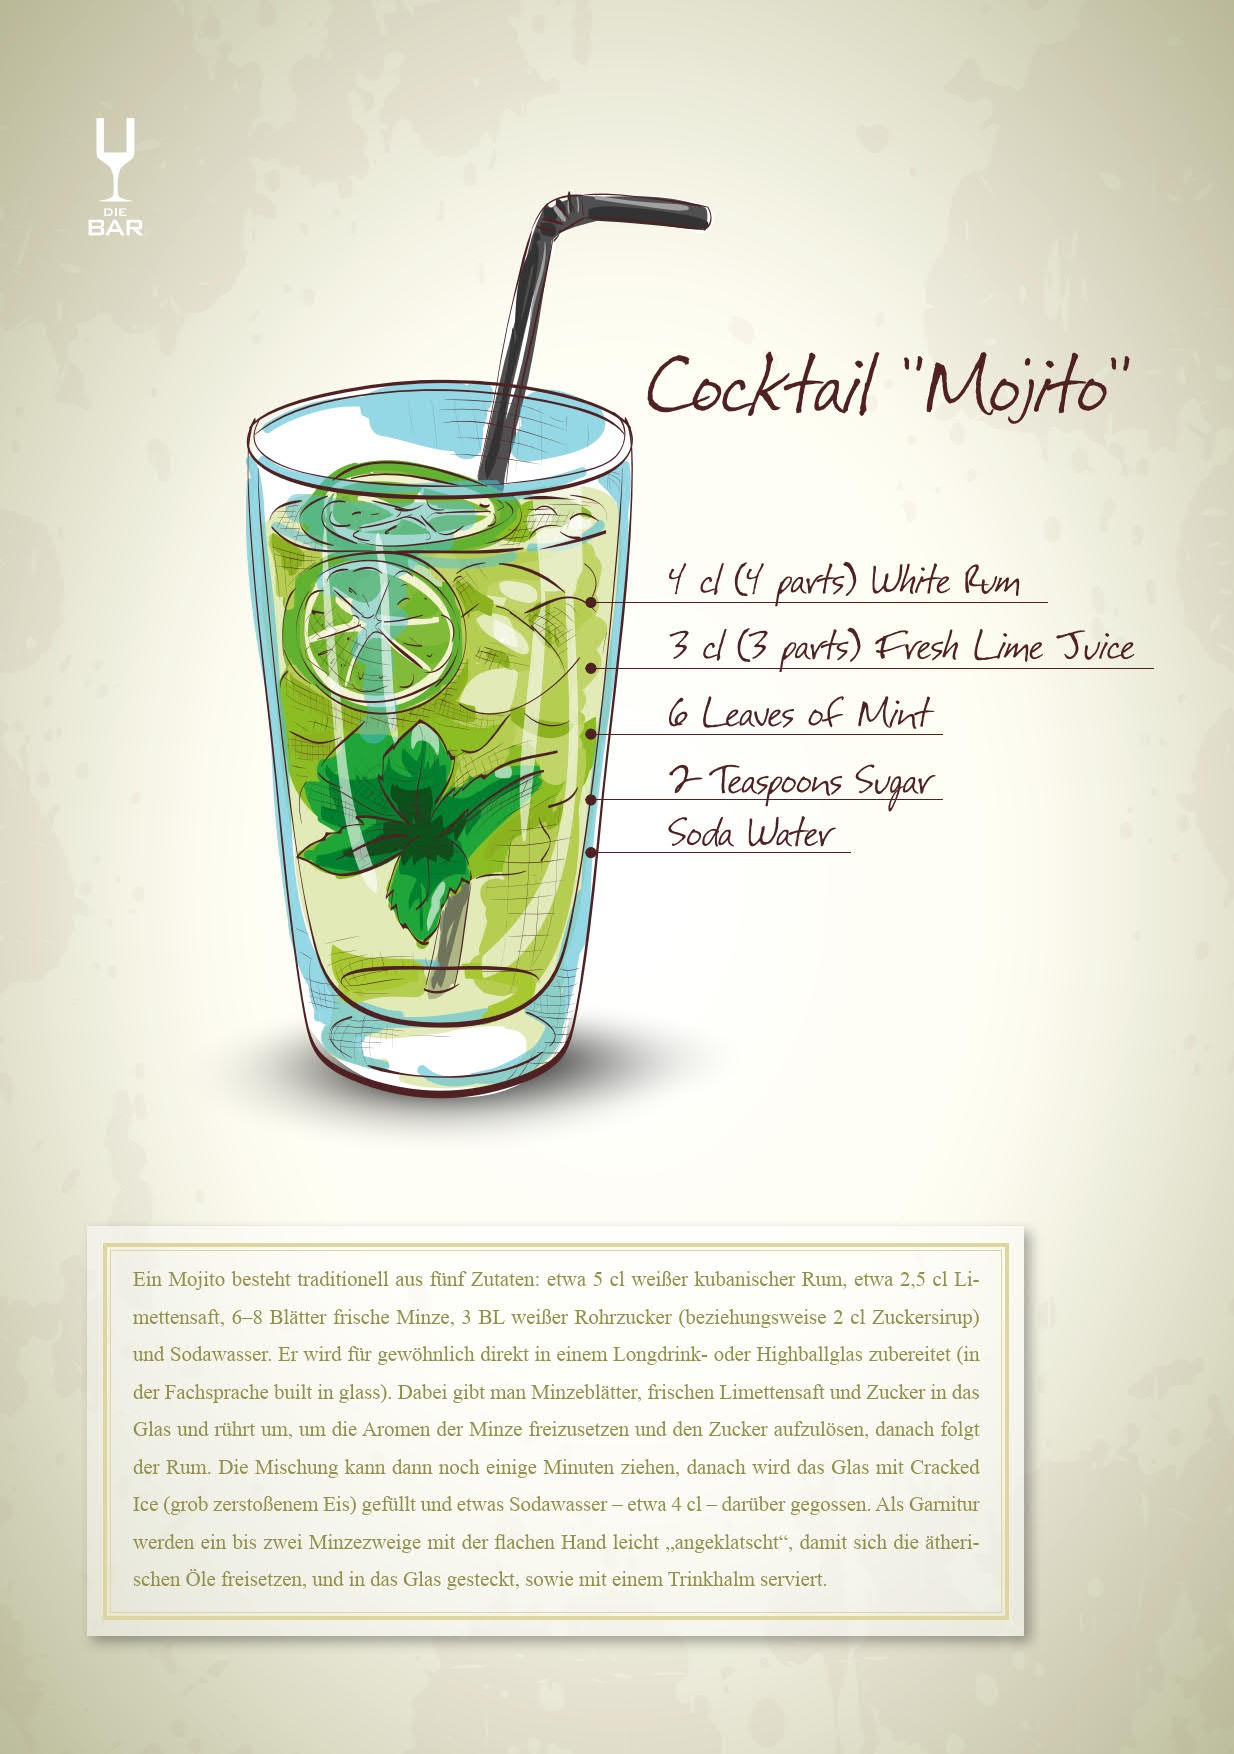 DIE
BAR
Cocktail "Mojito"
4 cl (4 parts) White Rum
3 cl (3 parts) Fresh Lime Juice
6 Leaves of Mint
2 Teaspoons Sugar
Soda Water
Ein Mojito besteht traditionell aus fünf Zutaten: etwa 5 cl weißer kubanischer Rum, etwa 2,5 cl Li-
mettensaft, 6–8 Blätter frische Minze, 3 BL weißer Rohrzucker (beziehungsweise 2 cl Zuckersirup)
und Sodawasser. Er wird für gewöhnlich direkt in einem Longdrink- oder Highballglas zubereitet (in
der Fachsprache built in glass). Dabei gibt man Minzeblätter, frischen Limettensaft und Zucker in das
Glas und rührt um, um die Aromen der Minze freizusetzen und den Zucker aufzulösen, danach folgt
der Rum. Die Mischung kann dann noch einige Minuten ziehen, danach wird das Glas mit Cracked
Ice (grob zerstoßenem Eis) gefüllt und etwas Sodawasser – etwa 4 cl – darüber gegossen. Als Garnitur
werden ein bis zwei Minzezweige mit der flachen Hand leicht „angeklatscht“, damit sich die ätheri-
schen Öle freisetzen, und in das Glas gesteckt, sowie mit einem Trinkhalm serviert.